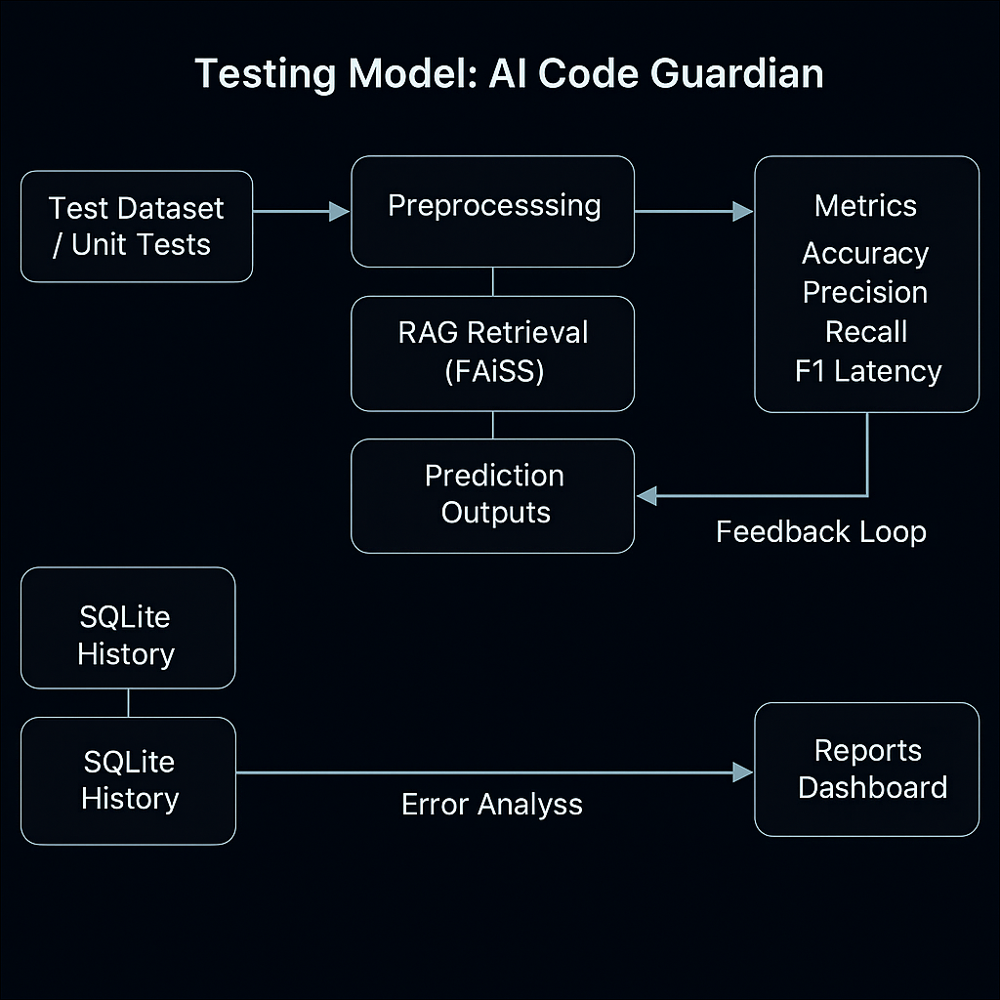 Testing Model: AI Code Guardian
Test Dataset
/ Unit Tests
Preprocesssing
Metrics
Accuracy
Precision
Recall
F1 Latency
RAG Retrieval
(FAiSS)
Prediction
Outputs
Feedback Loop
SQLite
History
SQLite
History
Error Analyss
Reports
Dashboard